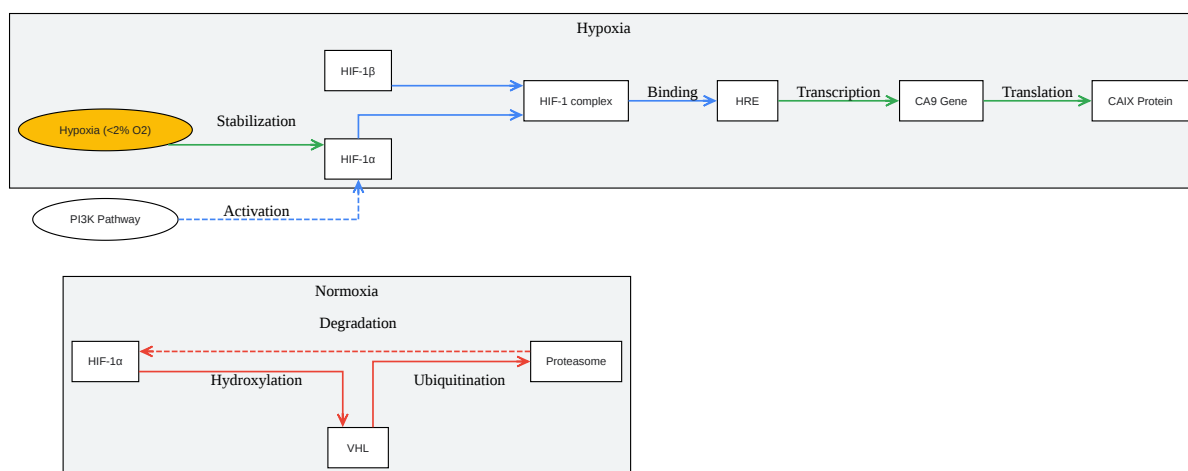 Hypoxia
HIF-1β
HIF-1 complex
Binding
HRE
Transcription
CA9 Gene
Translation
CAIX Protein
Hypoxia (<2% O2)
Stabilization
HIF-1α
PI3K Pathway
Activation
Normoxia
Degradation
HIF-1α
Proteasome
Hydroxylation
Ubiquitination
VHL